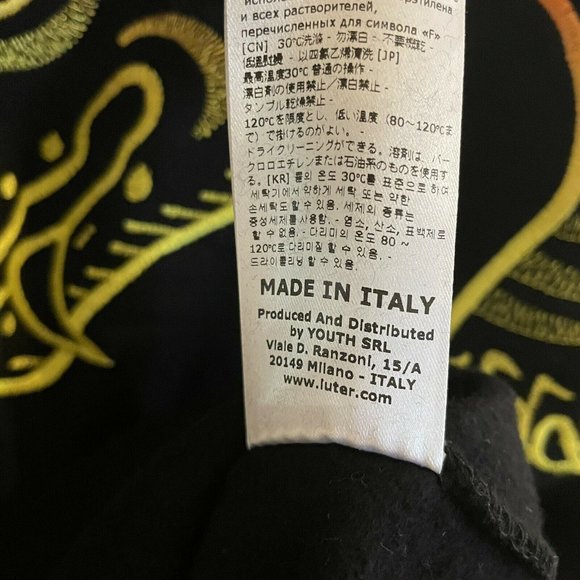 и всех растворителей,
перечисленных для символа «F»
[CN] 30℃洗涤 - 勿漂白 - 不要機乾 -
以四氯乙烯清洗 [JP]
最高温度30℃ 普通の操作 -
漂白剤の使用禁止/漂白禁止 -
タンブル乾燥禁止 -
120℃を限度とし、低い温度 (80～120℃ま
で) で掛けるのがよい。 -
ドライクリーニングができる。溶剤は、パー
クロロエチレンまたは石油系のものを使用す
る。[KR] 물의 온도 30℃를 표준으로 하여
세탁기에서 약하게 세탁 또는 약한
손세탁도 할 수 있음. 세제의 종류는
중성세제를 사용함. - 염소, 산소, 표백제로
할 수 없음. - 다리미의 온도 80 ~
120℃로 다리미질 할 수 있음. -
드라이클리닝 할 수 있음.
MADE IN ITALY
Produced And Distributed
by YOUTH SRL
Viale D. Ranzoni, 15/A
20149 Milano - ITALY
www.luter.com